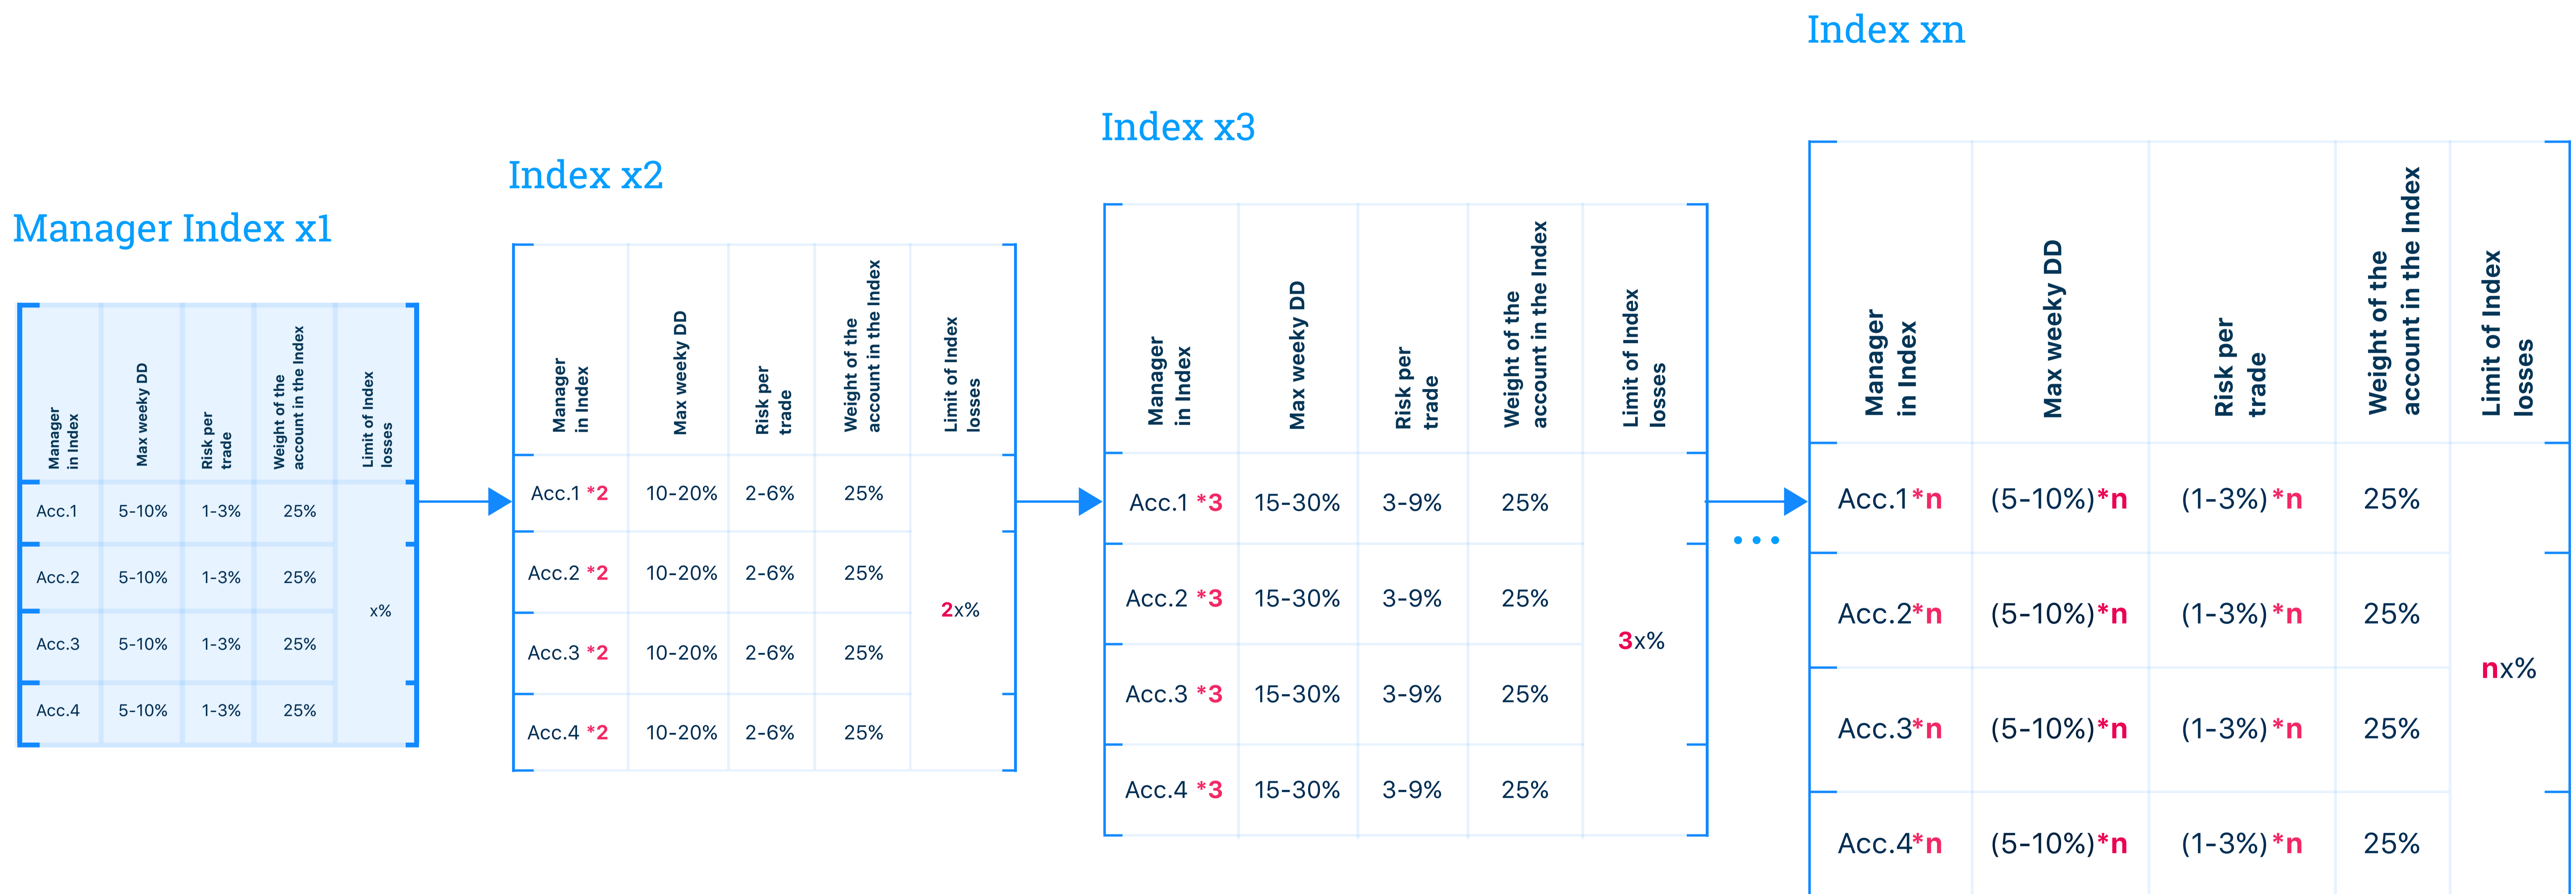 Manager Index x1
Manager
in Index
Max weeky DD
Risk per
trade
Weight of the
account in the Index
Limit of Index
losses
Acc.1 5-10% 1-3% 25%
Acc.2 5-10% 1-3% 25%
x%
Acc.3 5-10% 1-3% 25%
Acc.4 5-10% 1-3% 25%
Index x2
Manager
in Index
Max weeky DD
Risk per
trade
Weight of the
account in the Index
Limit of Index
losses
Acc.1 *2 10-20% 2-6% 25%
Acc.2 *2 10-20% 2-6% 25%
2x%
Acc.3 *2 10-20% 2-6% 25%
Acc.4 *2 10-20% 2-6% 25%
Index x3
Manager
in Index
Max weeky DD
Risk per
trade
Weight of the
account in the Index
Limit of Index
losses
Acc.1 *3 15-30% 3-9% 25%
Acc.2 *3 15-30% 3-9% 25%
3x%
Acc.3 *3 15-30% 3-9% 25%
Acc.4 *3 15-30% 3-9% 25%
...
Index xn
Manager
in Index
Max weeky DD
Risk per
trade
Weight of the
account in the Index
Limit of Index
losses
Acc.1*n (5-10%)*n (1-3%)*n 25%
Acc.2*n (5-10%)*n (1-3%)*n 25%
nx%
Acc.3*n (5-10%)*n (1-3%)*n 25%
Acc.4*n (5-10%)*n (1-3%)*n 25%